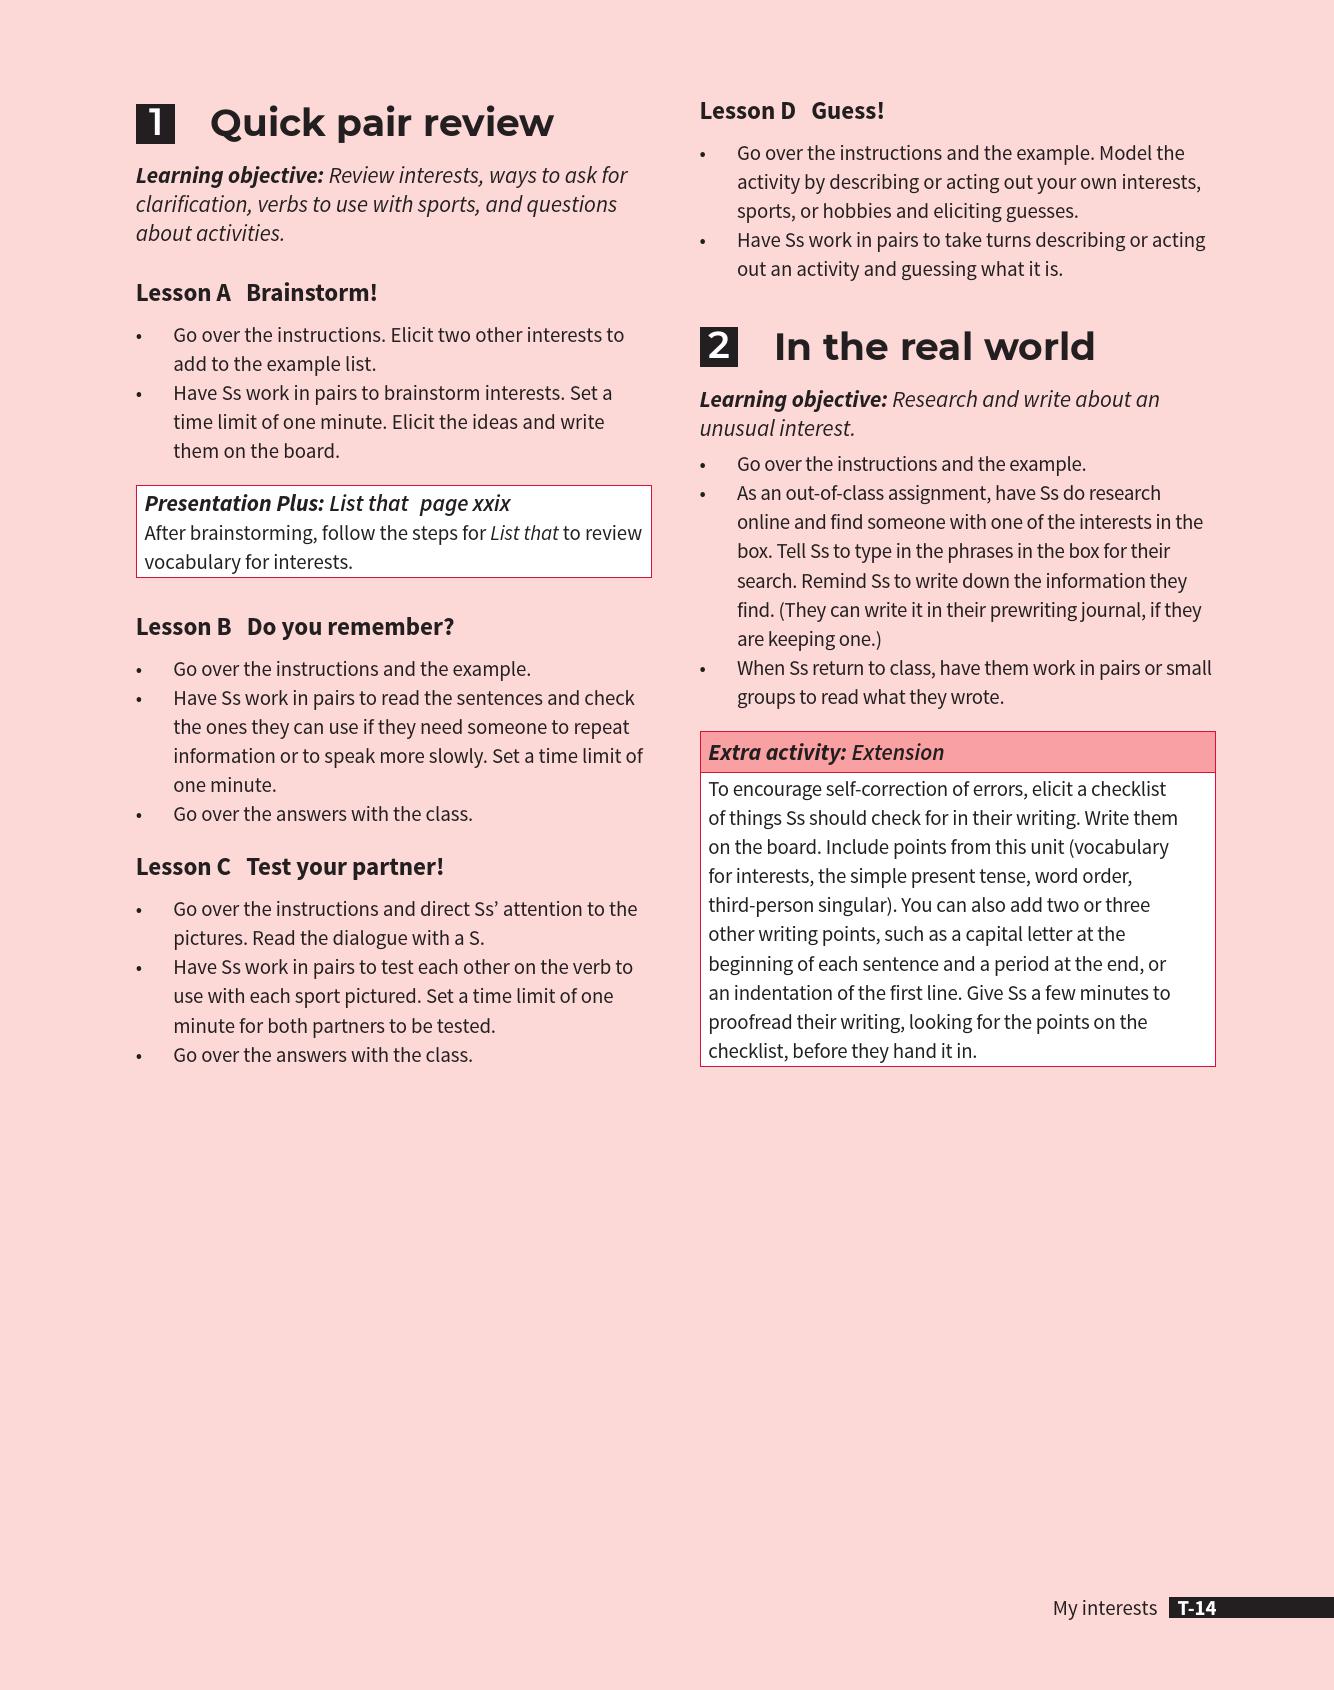 1 Quick pair review
Learning objective: Review interests, ways to ask for
clarification, verbs to use with sports, and questions
about activities.
Lesson A Brainstorm!
• Go over the instructions. Elicit two other interests to
add to the example list.
• Have Ss work in pairs to brainstorm interests. Set a
time limit of one minute. Elicit the ideas and write
them on the board.
Presentation Plus: List that page xxix
After brainstorming, follow the steps for List that to review
vocabulary for interests.
Lesson B Do you remember?
• Go over the instructions and the example.
• Have Ss work in pairs to read the sentences and check
the ones they can use if they need someone to repeat
information or to speak more slowly. Set a time limit of
one minute.
• Go over the answers with the class.
Lesson C Test your partner!
• Go over the instructions and direct Ss’ attention to the
pictures. Read the dialogue with a S.
• Have Ss work in pairs to test each other on the verb to
use with each sport pictured. Set a time limit of one
minute for both partners to be tested.
• Go over the answers with the class.
Lesson D Guess!
• Go over the instructions and the example. Model the
activity by describing or acting out your own interests,
sports, or hobbies and eliciting guesses.
• Have Ss work in pairs to take turns describing or acting
out an activity and guessing what it is.
2 In the real world
Learning objective: Research and write about an
unusual interest.
• Go over the instructions and the example.
• As an out-of-class assignment, have Ss do research
online and find someone with one of the interests in the
box. Tell Ss to type in the phrases in the box for their
search. Remind Ss to write down the information they
find. (They can write it in their prewriting journal, if they
are keeping one.)
• When Ss return to class, have them work in pairs or small
groups to read what they wrote.
Extra activity: Extension
To encourage self-correction of errors, elicit a checklist
of things Ss should check for in their writing. Write them
on the board. Include points from this unit (vocabulary
for interests, the simple present tense, word order,
third-person singular). You can also add two or three
other writing points, such as a capital letter at the
beginning of each sentence and a period at the end, or
an indentation of the first line. Give Ss a few minutes to
proofread their writing, looking for the points on the
checklist, before they hand it in.
My interests T-14